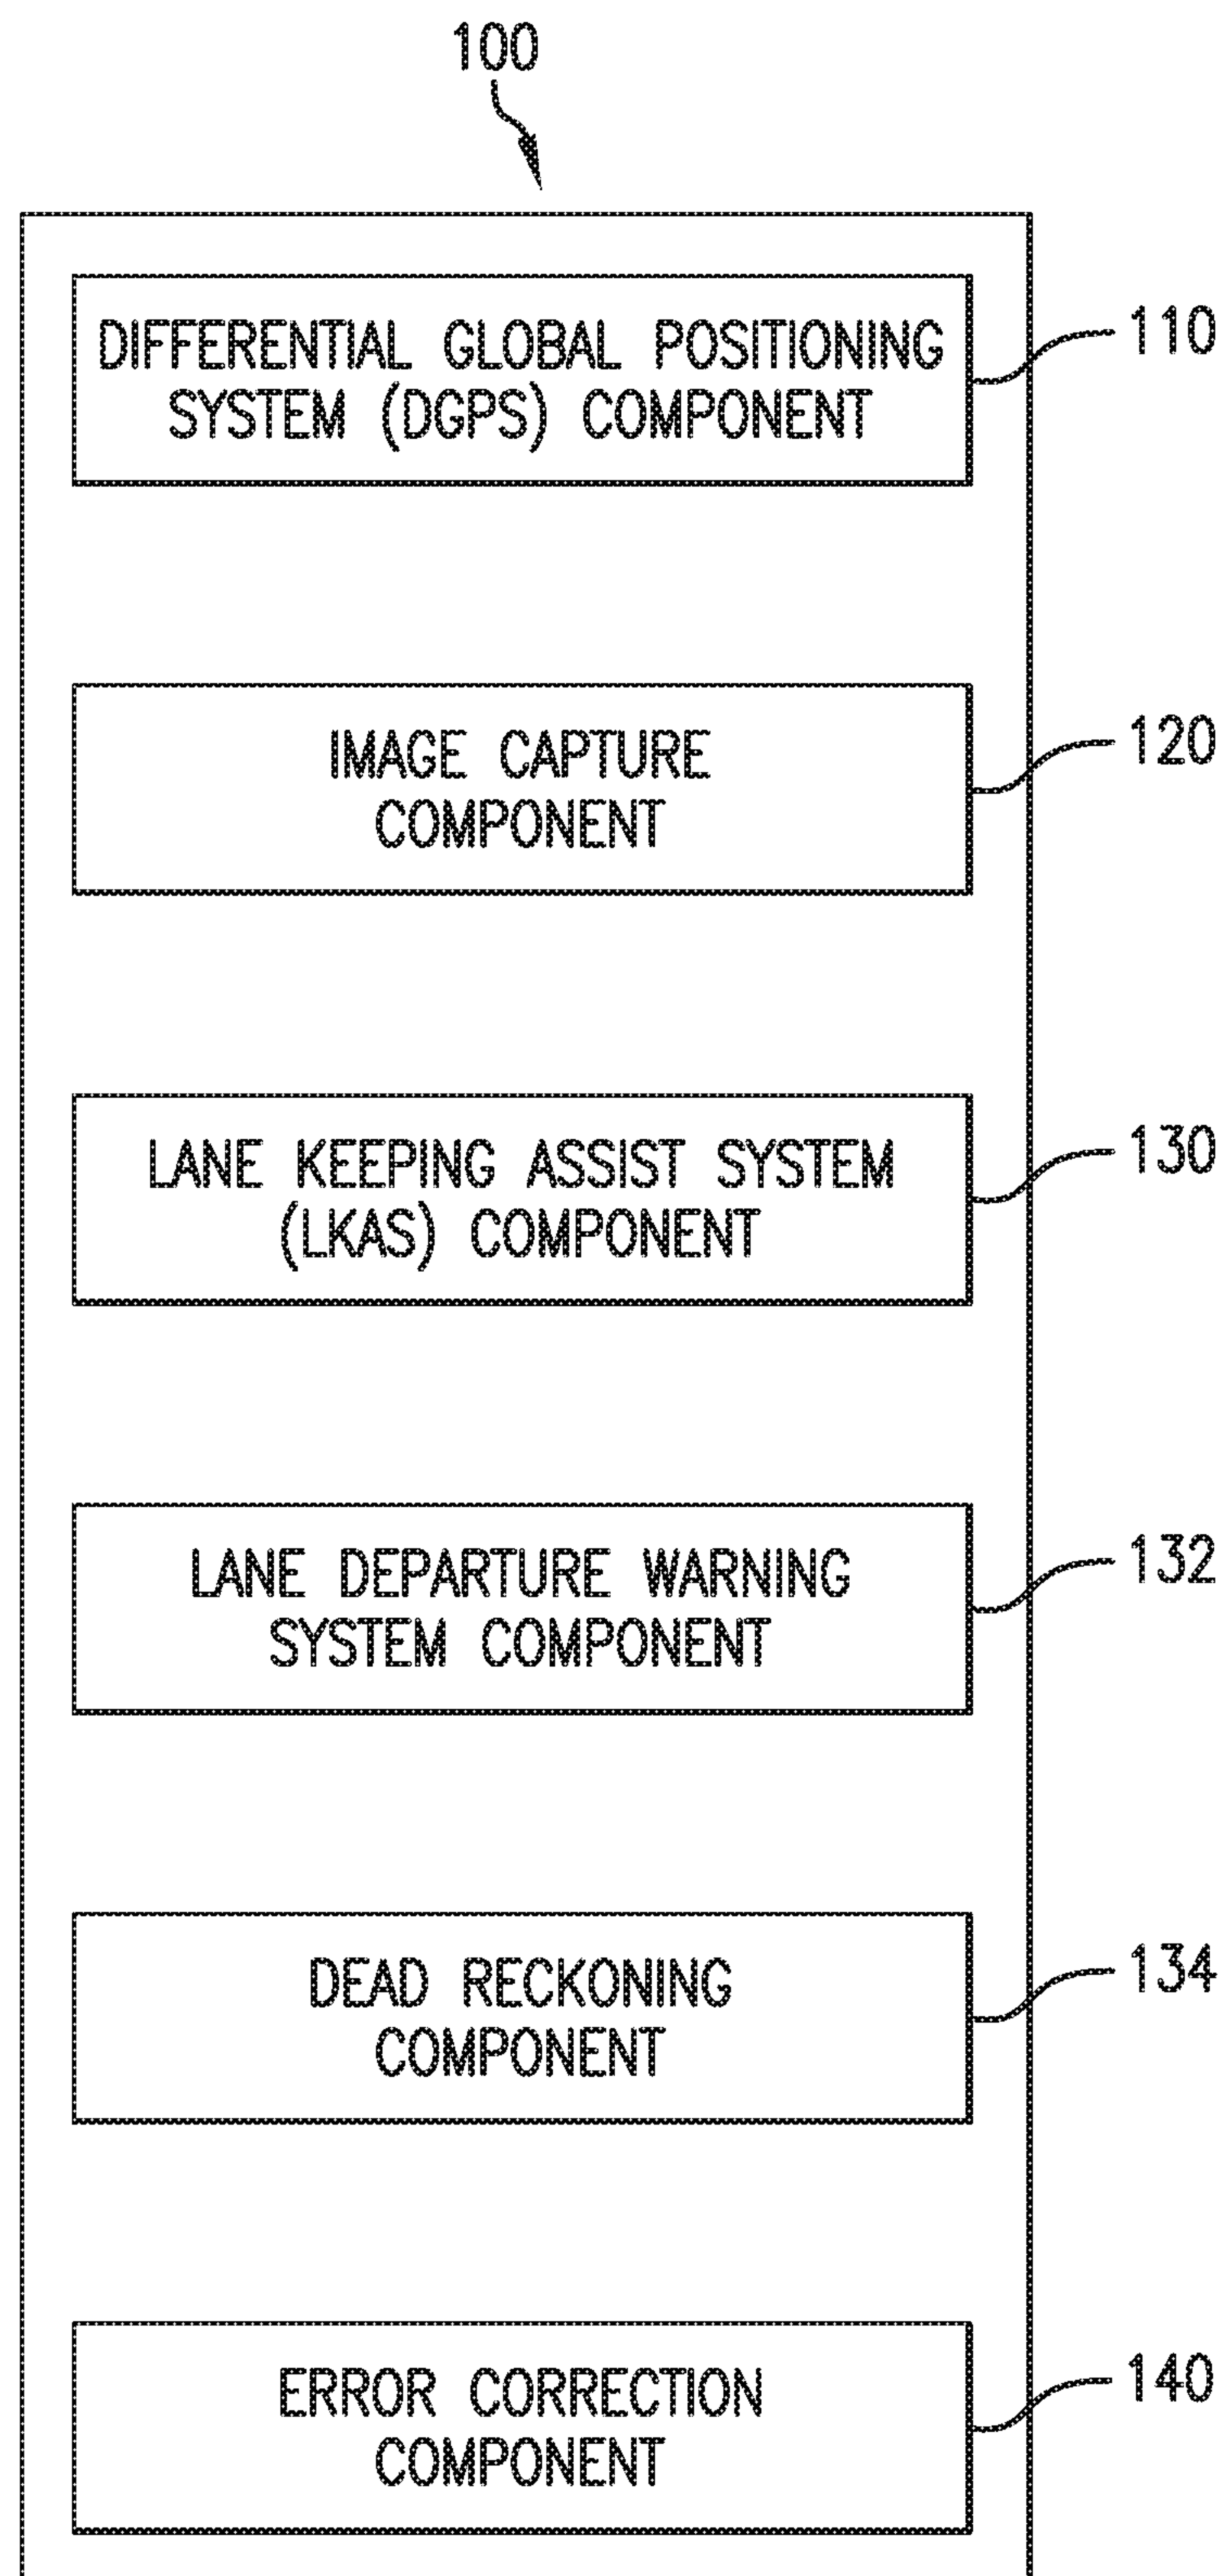 100
DIFFERENTIAL GLOBAL POSITIONING
SYSTEM (DGPS) COMPONENT
110
IMAGE CAPTURE
COMPONENT
120
LANE KEEPING ASSIST SYSTEM
(LKAS) COMPONENT
130
LANE DEPARTURE WARNING
SYSTEM COMPONENT
132
DEAD RECKONING
COMPONENT
134
ERROR CORRECTION
COMPONENT
140